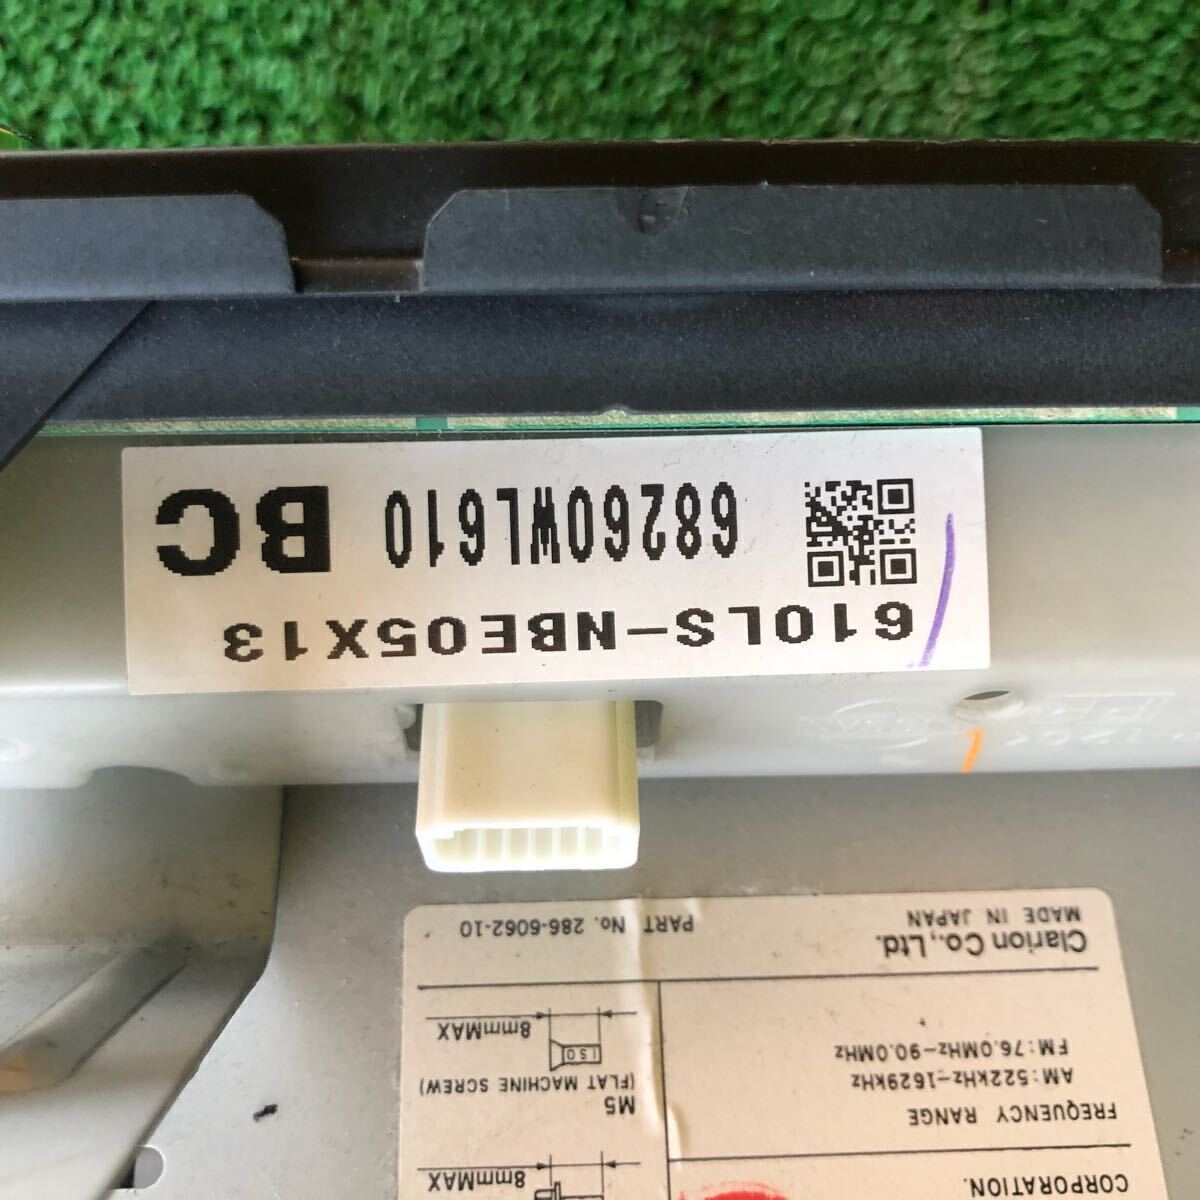 CORPORATION.
FREQUENCY RANGE
AM:522kHz-1629kHz
FM:76.0MHz-90.0MHz
8mmMAX
M5
(FLAT MACHINE SCREW)
ISO
8mmMAX
Clarion Co., Ltd.
MADE IN JAPAN
PART No. 286-6062-10
610LS-NBE05X13
68260WL610 BC